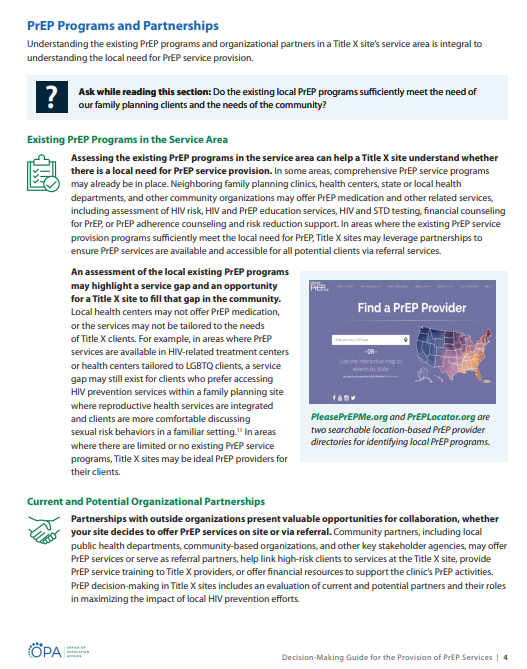 PrEP Programs and Partnerships
Understanding the existing PrEP programs and organizational partners in a Title X site's service area is integral to
understanding the local need for PrEP service provision.
?
Ask while reading this section: Do the existing local PrEP programs sufficiently meet the need of
our family planning clients and the needs of the community?
Existing PrEP Programs in the Service Area
Assessing the existing PrEP programs in the service area can help a Title X site understand whether
there is a local need for PrEP service provision. In some areas, comprehensive PrEP service programs
may already be in place. Neighboring family planning clinics, health centers, state or local health
departments, and other community organizations may offer PrEP medication and other related services,
including assessment of HIV risk, HIV and PrEP education services, HIV and STD testing, financial counseling
for PrEP, or PrEP adherence counseling and risk reduction support. In areas where the existing PrEP service
provision programs sufficiently meet the local need for PrEP, Title X sites may leverage partnerships to
ensure PrEP services are available and accessible for all potential clients via referral services.
An assessment of the local existing PrEP programs
may highlight a service gap and an opportunity
for a Title X site to fill that gap in the community.
Local health centers may not offer PrEP medication,
or the services may not be tailored to the needs
of Title X clients. For example, in areas where PrEP
services are available in HIV-related treatment centers
or health centers tailored to LGBTQ clients, a service
gap may still exist for clients who prefer accessing
HIV prevention services within a family planning site
where reproductive health services are integrated
and clients are more comfortable discussing
sexual risk behaviors in a familiar setting.11 In areas
where there are limited or no existing PrEP service
programs, Title X sites may be ideal PrEP providers for
their clients.
PrEP
Find a PrEP Provider
- OR -
Use the interactive map to
search by state
PleasePrEPMe.org and PrEPLocator.org are
two searchable location-based PrEP provider
directories for identifying local PrEP programs.
Current and Potential Organizational Partnerships
Partnerships with outside organizations present valuable opportunities for collaboration, whether
your site decides to offer PrEP services on site or via referral. Community partners, including local
public health departments, community-based organizations, and other key stakeholder agencies, may offer
PrEP services or serve as referral partners, help link high-risk clients to services at the Title X site, provide
PrEP service training to Title X providers, or offer financial resources to support the clinic's PrEP activities.
PrEP decision-making in Title X sites includes an evaluation of current and potential partners and their roles
in maximizing the impact of local HIV prevention efforts.
OPA
OFFICE OF
POPULATION
AFFAIRS
Decision-Making Guide for the Provision of PrEP Services | 4